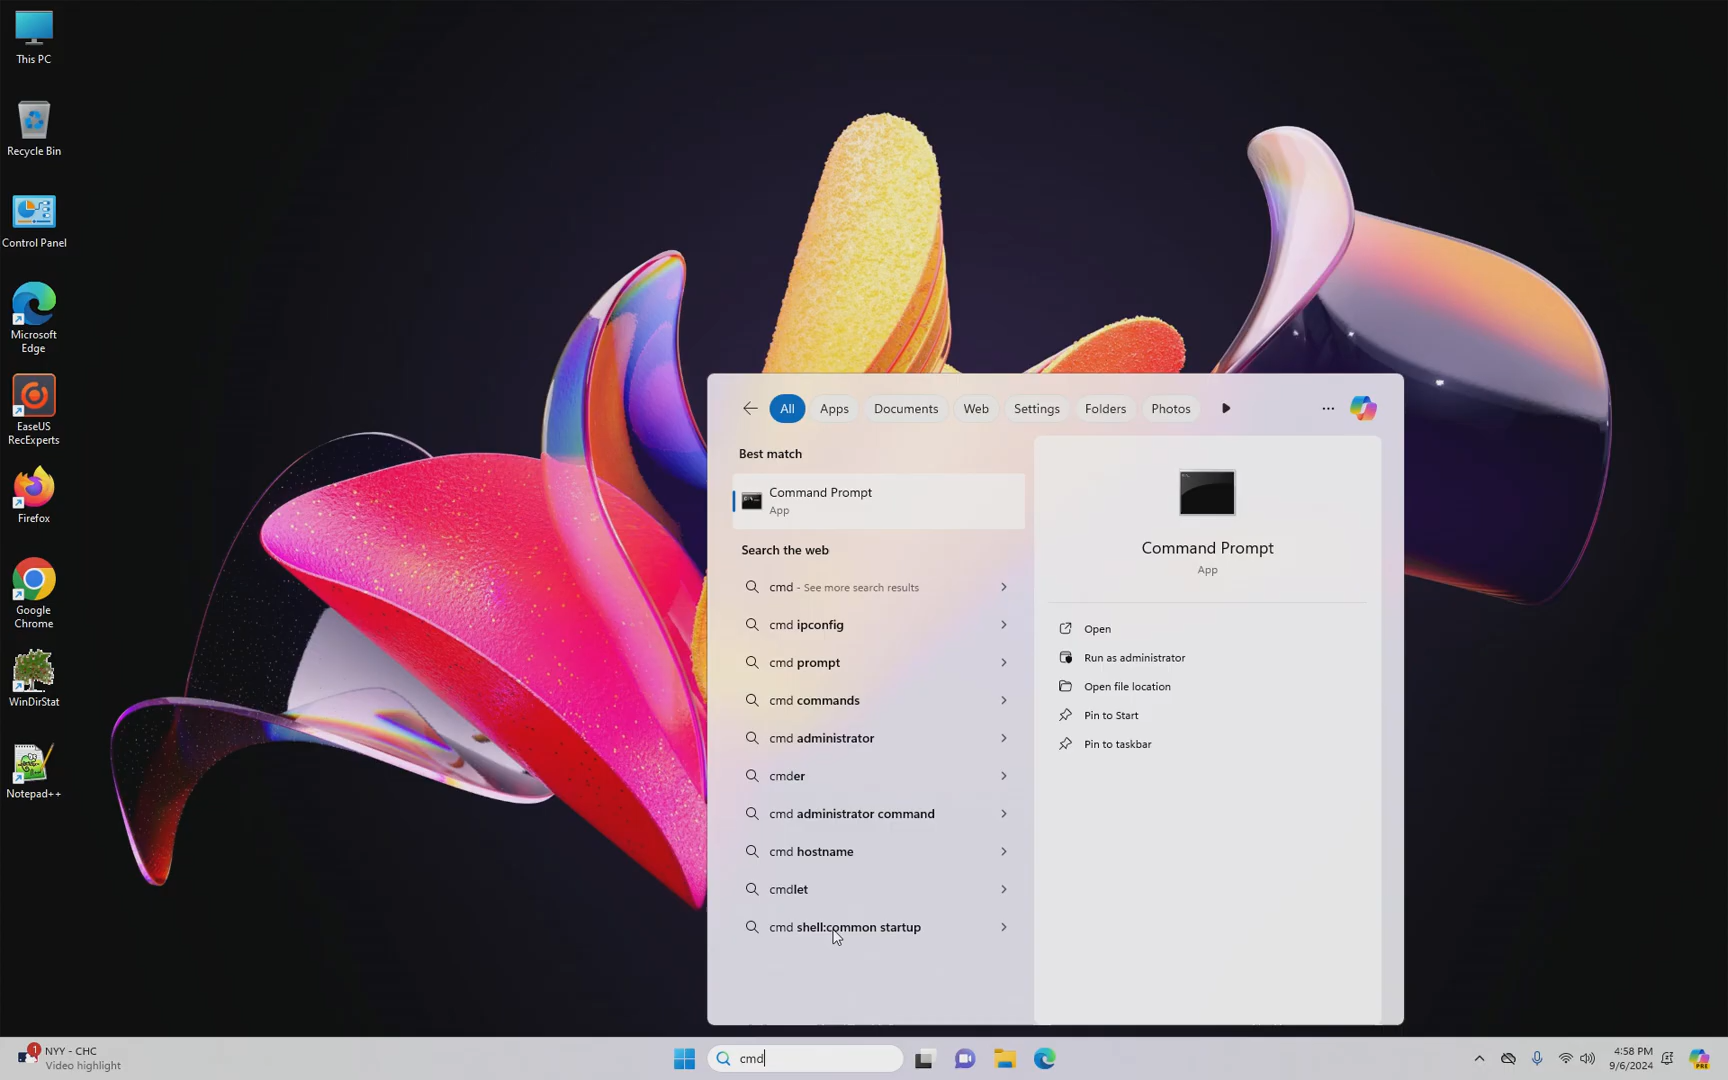 This PC
Recycle Bin
Control Panel
Microsoft
Edge
EaseUS
RecExperts
Firefox
Google
Chrome
WinDirStat
Notepad++
All
Apps
Documents
Web
Settings
Folders
Photos
Best match
Command Prompt
App
Search the web
cmd - See more search results
cmd ipconfig
cmd prompt
cmd commands
cmd administrator
cmder
cmd administrator command
cmd hostname
cmdlet
cmd shell:common startup
Command Prompt
App
Open
Run as administrator
Open file location
Pin to Start
Pin to taskbar
1
NYY - CHC
Video highlight
cmd
4:58 PM
9/6/2024
PRE